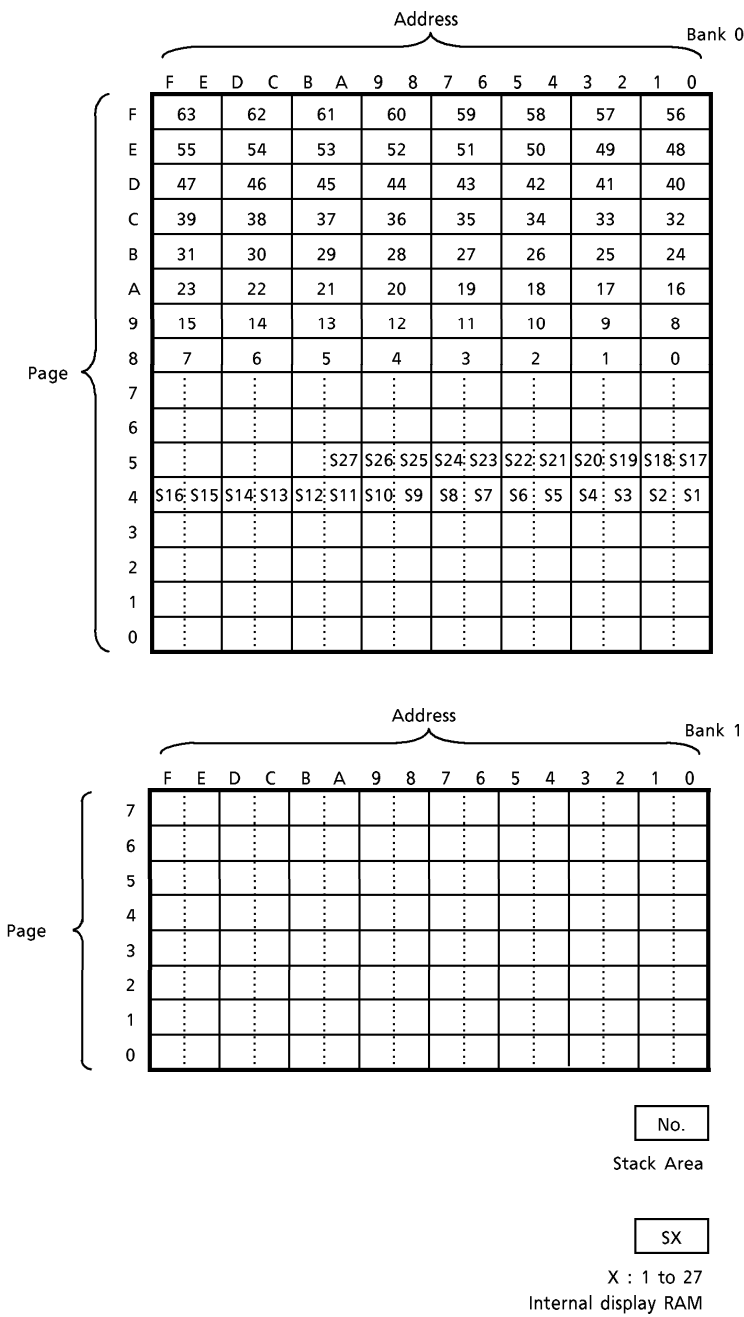 Address
Bank 0
F E D C B A 9 8 7 6 5 4 3 2 1 0
F 63 62 61 60 59 58 57 56
E 55 54 53 52 51 50 49 48
D 47 46 45 44 43 42 41 40
C 39 38 37 36 35 34 33 32
B 31 30 29 28 27 26 25 24
A 23 22 21 20 19 18 17 16
9 15 14 13 12 11 10 9 8
Page
8 7 6 5 4 3 2 1 0
7
6
5 S27 S26 S25 S24 S23 S22 S21 S20 S19 S18 S17
4 S16 S15 S14 S13 S12 S11 S10 S9 S8 S7 S6 S5 S4 S3 S2 S1
3
2
1
0
Address
Bank 1
F E D C B A 9 8 7 6 5 4 3 2 1 0
7
6
5
4
Page
3
2
1
0
No.
Stack Area
SX
X : 1 to 27
Internal display RAM